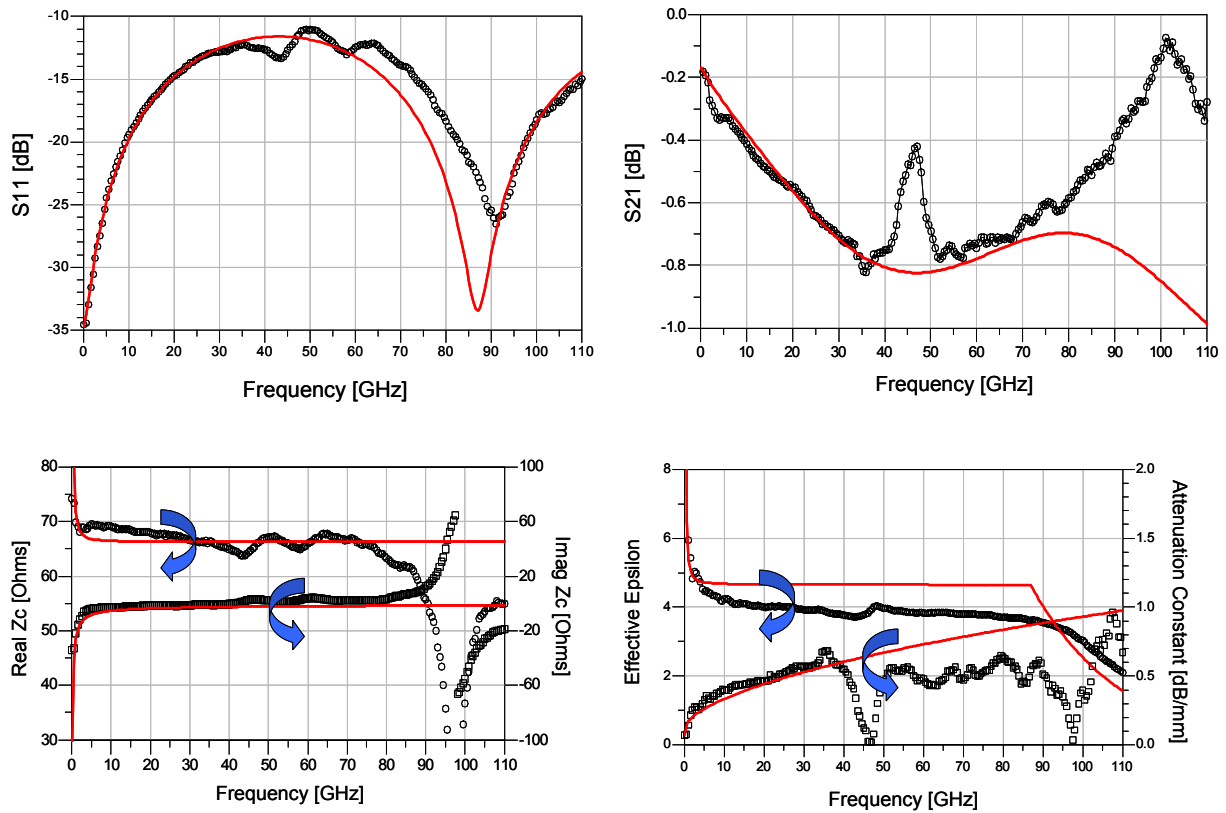 -10
-15
-20
-25
-30
-35
S11 [dB]
0 10 20 30 40 50 60 70 80 90 100 110
Frequency [GHz]
0.0
-0.2
-0.4
-0.6
-0.8
-1.0
S21 [dB]
0 10 20 30 40 50 60 70 80 90 100 110
Frequency [GHz]
80
70
60
50
40
30
Real Zc [Ohms]
100
60
20
-20
-60
-100
Imag Zc [Ohms]
0 10 20 30 40 50 60 70 80 90 100 110
Frequency [GHz]
8
6
4
2
0
Effective Epsilon
2.0
1.5
1.0
0.5
0.0
Attenuation Constant [dB/mm]
0 10 20 30 40 50 60 70 80 90 100 110
Frequency [GHz]